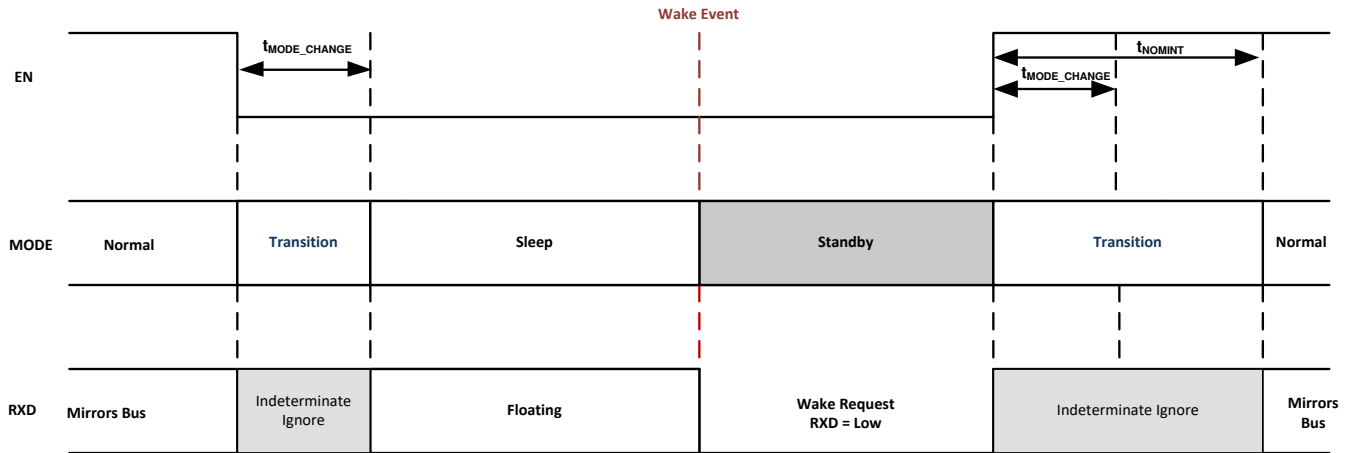 Wake Event
tMODE_CHANGE
tNOMINT
EN
tMODE_CHANGE
MODE
Normal
Transition
Sleep
Standby
Transition
Normal
RXD
Mirrors Bus
Indeterminate
Ignore
Floating
Wake Request
RXD = Low
Indeterminate Ignore
Mirrors
Bus